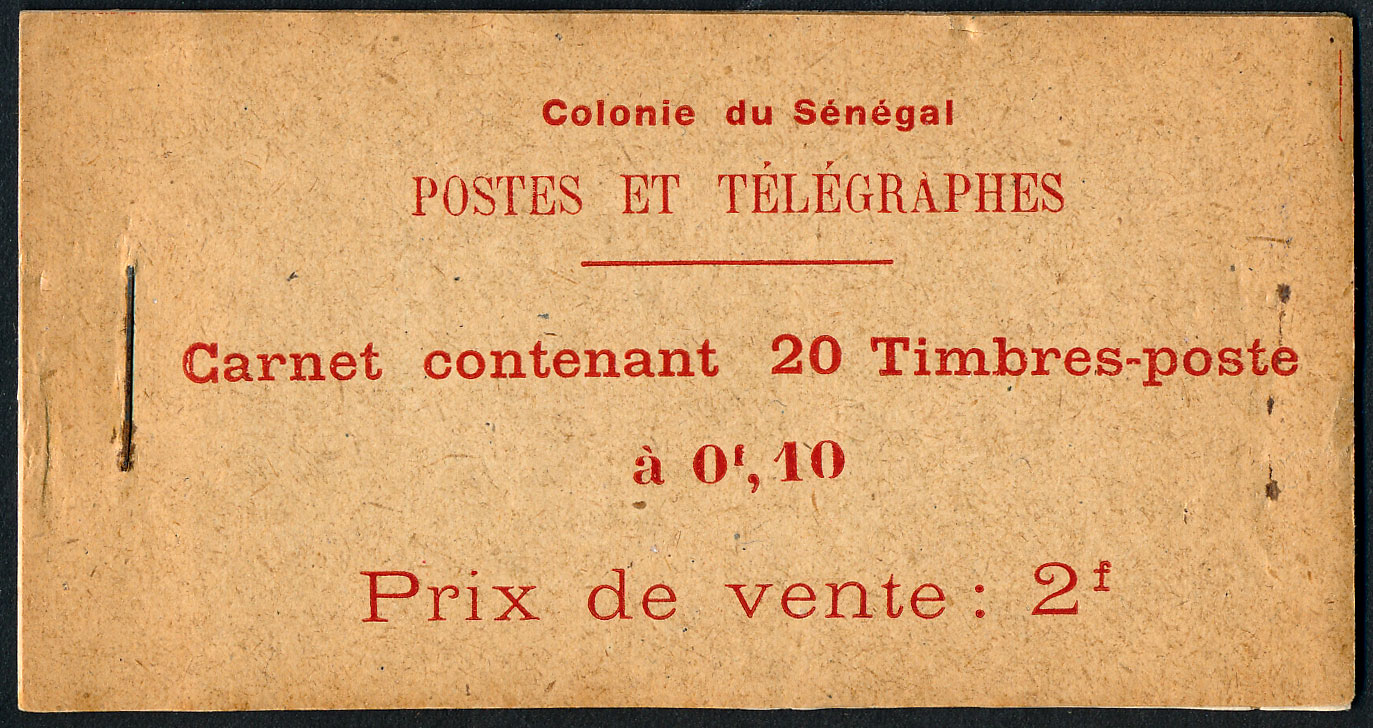 Colonie du Sénégal
POSTES ET TÉLÉGRAPHES
Carnet contenant 20 Timbres-poste
à 0ᶠ,10
Prix de vente : 2ᶠ